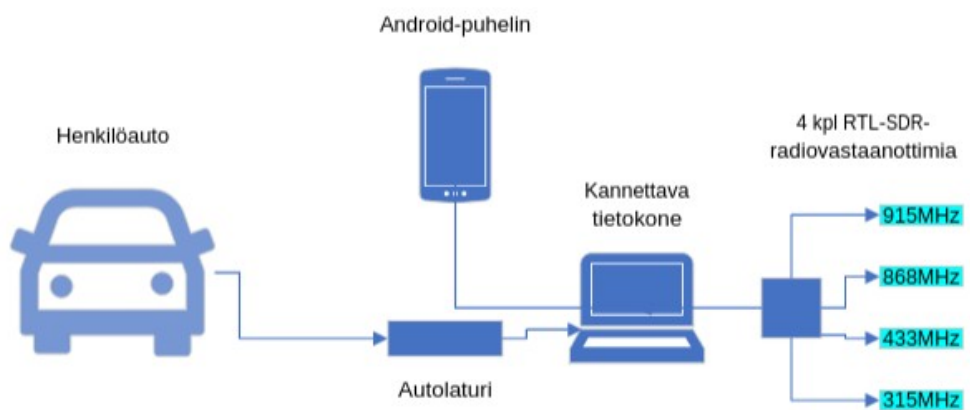 Android-puhelin
Henkilöauto
4 kpl RTL-SDR-
radiovastaanottimia
Kannettava
tietokone
915MHz
868MHz
433MHz
Autolaturi
315MHz